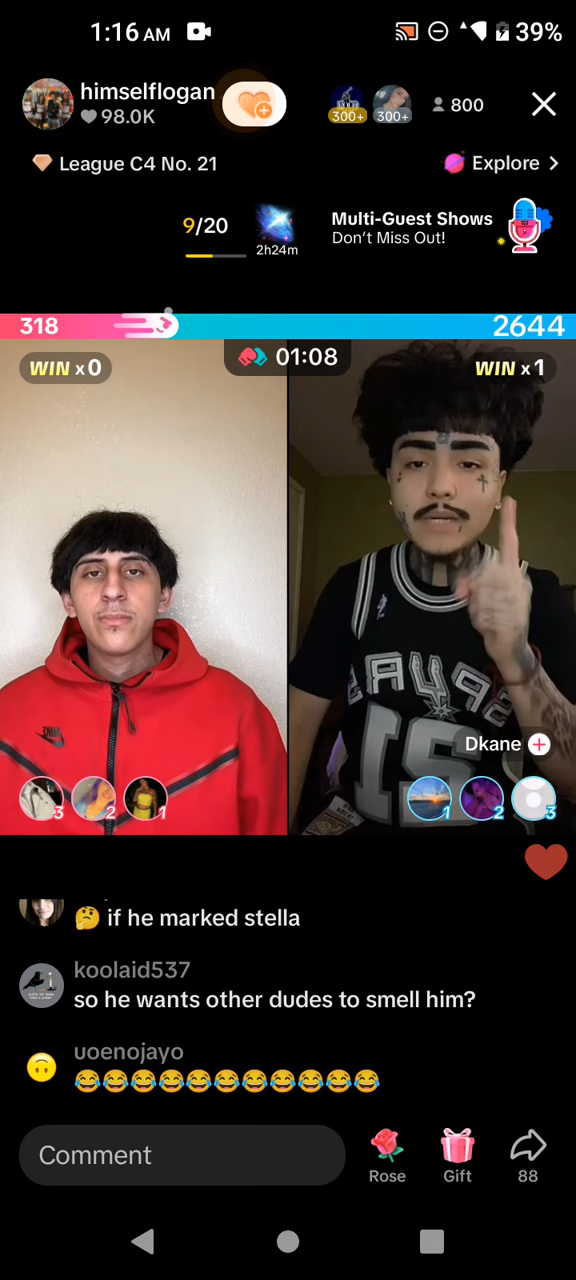 1:16 AM
39%
himselflogan
98.0K
300+
300+
800
League C4 No. 21
Explore
9/20
2h24m
Multi-Guest Shows
Don't Miss Out!
318
2644
WIN x0
01:08
WIN x1
SPURS
21
Dkane
3
2
1
1
2
3
🤔 if he marked stella
koolaid537
so he wants other dudes to smell him?
uoenojayo
😂😂😂😂😂😂😂😂😂😂😂
Comment
Rose
Gift
88